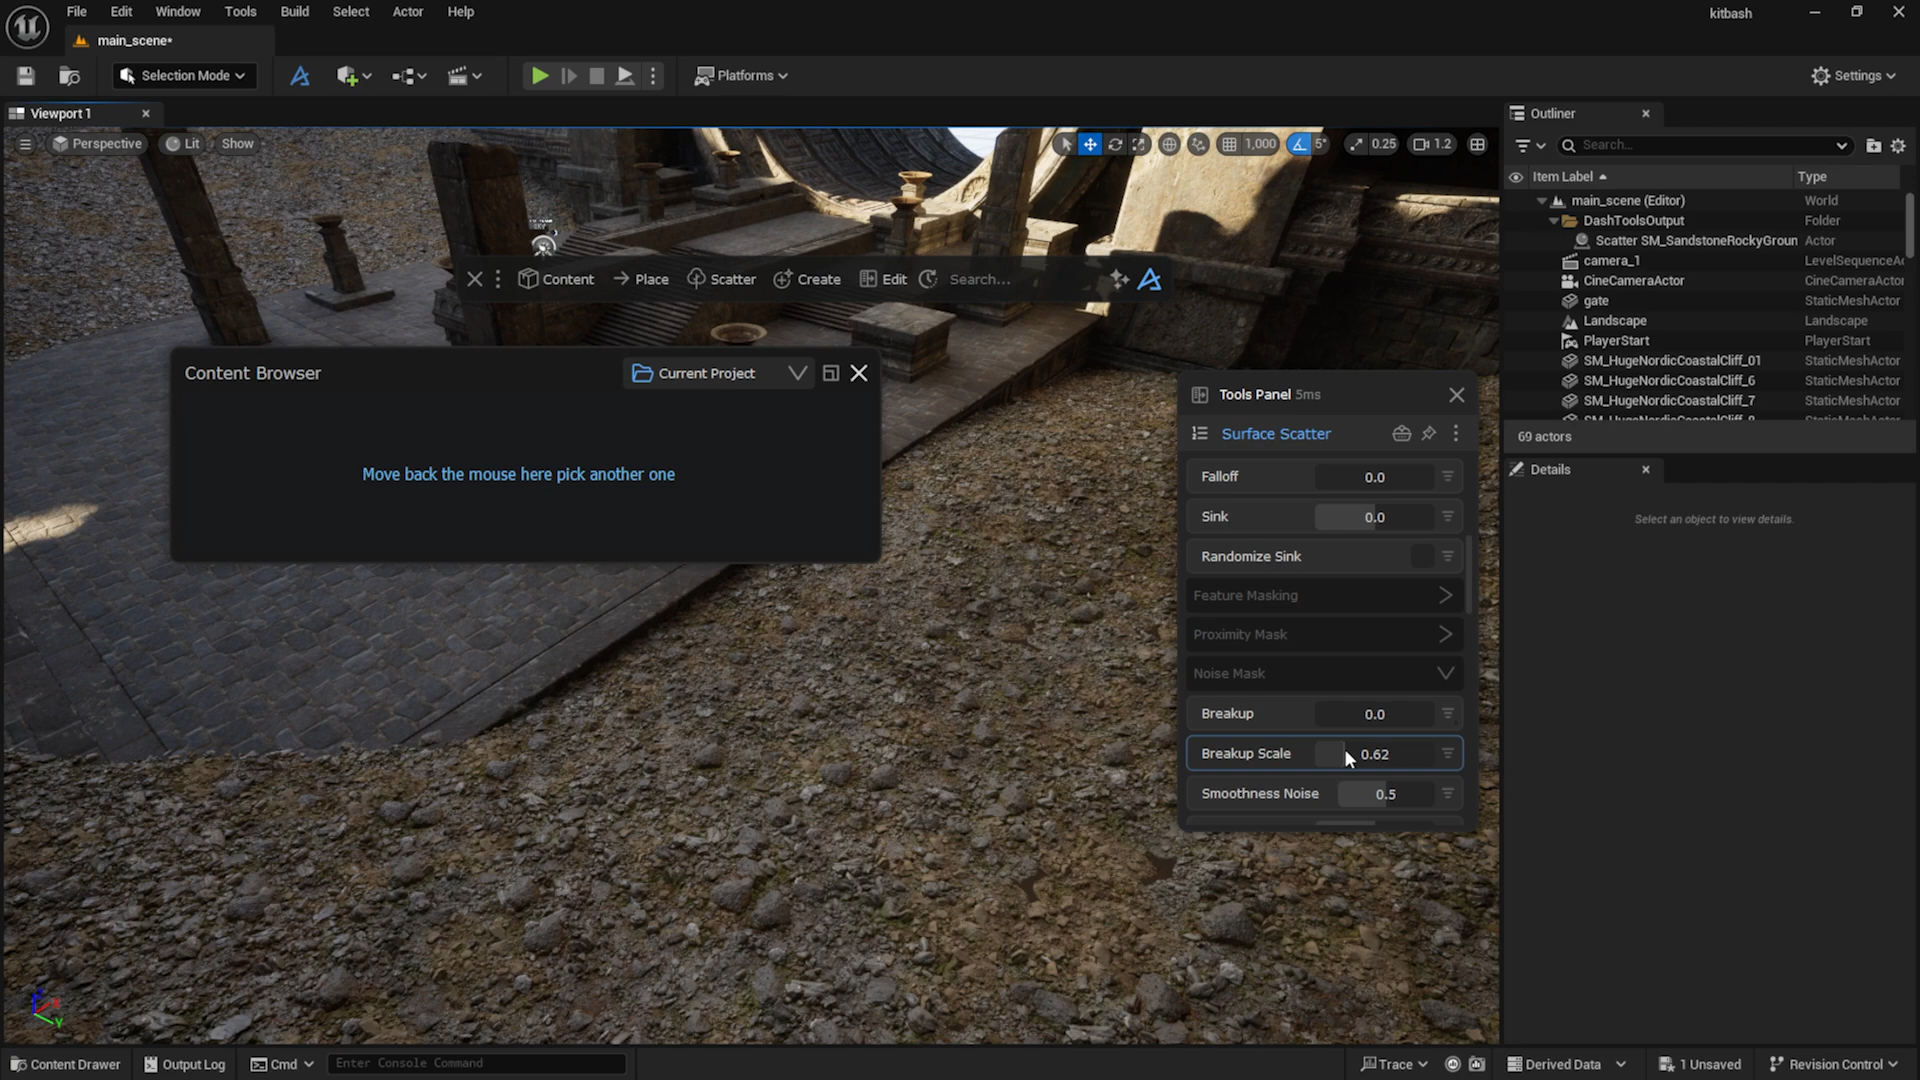 File Edit Window Tools Build Select Actor Help
kitbash
main_scene*
Selection Mode
Platforms
Settings
Viewport 1
Perspective Lit Show
1,000 5° 0.25 1.2
Content Place Scatter Create Edit Search...
Content Browser
Current Project
Move back the mouse here pick another one
Tools Panel 5ms
Surface Scatter
Falloff 0.0
Sink 0.0
Randomize Sink
Feature Masking
Proximity Mask
Noise Mask
Breakup 0.0
Breakup Scale 0.62
Smoothness Noise 0.5
Outliner
Search...
Item Label Type
main_scene (Editor) World
DashToolsOutput Folder
Scatter SM_SandstoneRockyGroun Actor
camera_1 LevelSequenceAc
CineCameraActor CineCameraActor
gate StaticMeshActor
Landscape Landscape
PlayerStart PlayerStart
SM_HugeNordicCoastalCliff_01 StaticMeshActor
SM_HugeNordicCoastalCliff_6 StaticMeshActor
SM_HugeNordicCoastalCliff_7 StaticMeshActor
69 actors
Details
Select an object to view details.
Content Drawer Output Log Cmd Enter Console Command
Trace Derived Data 1 Unsaved Revision Control